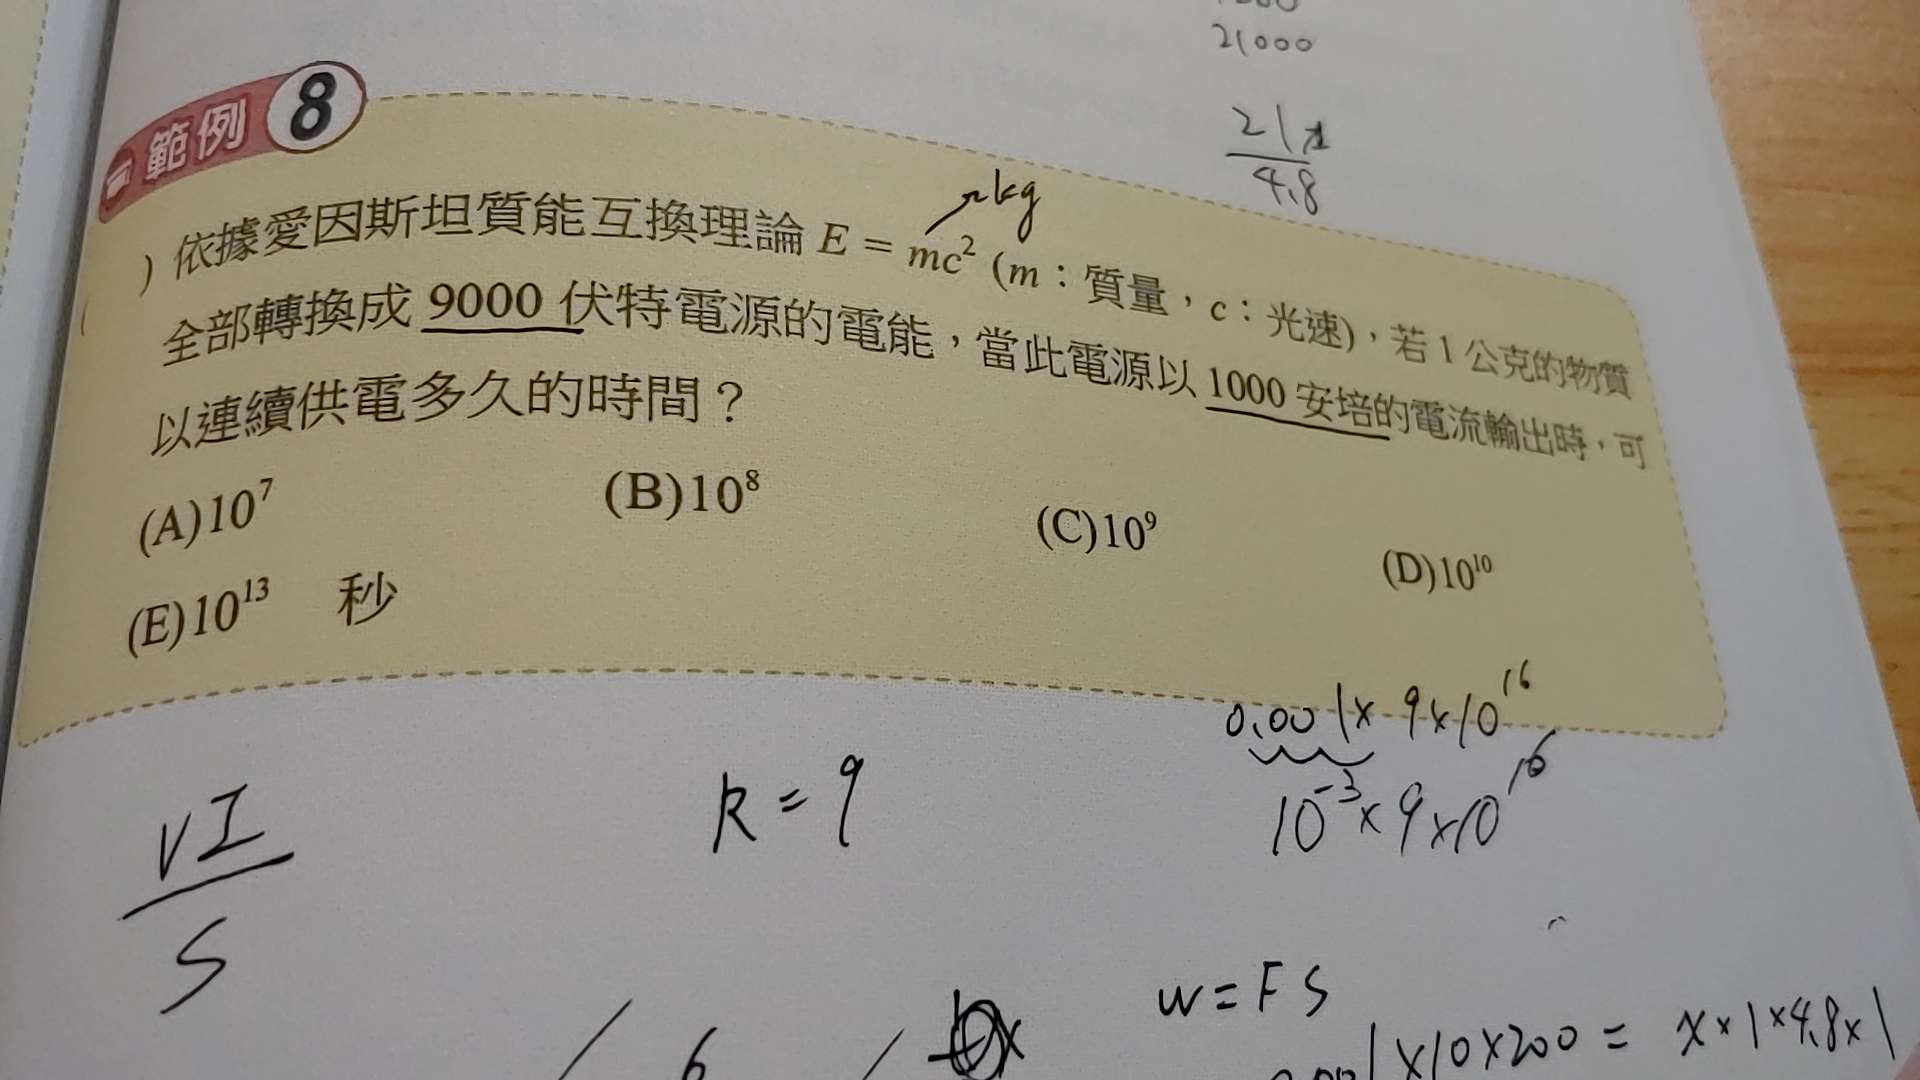 21000
21x
4.8
範例 8
kg
) 依據愛因斯坦質能互換理論 E = mc² (m：質量，c：光速)，若 1 公克的物質
全部轉換成 9000 伏特電源的電能，當此電源以 1000 安培的電流輸出時，可
以連續供電多久的時間？
(A)10⁷ (B)10⁸ (C)10⁹ (D)10¹⁰
(E)10¹³ 秒
0.001×9×10¹⁶
10⁻³×9×10¹⁶
VI
S
R = 9
W = F S
×10×200 = x×1×4.8×1
6